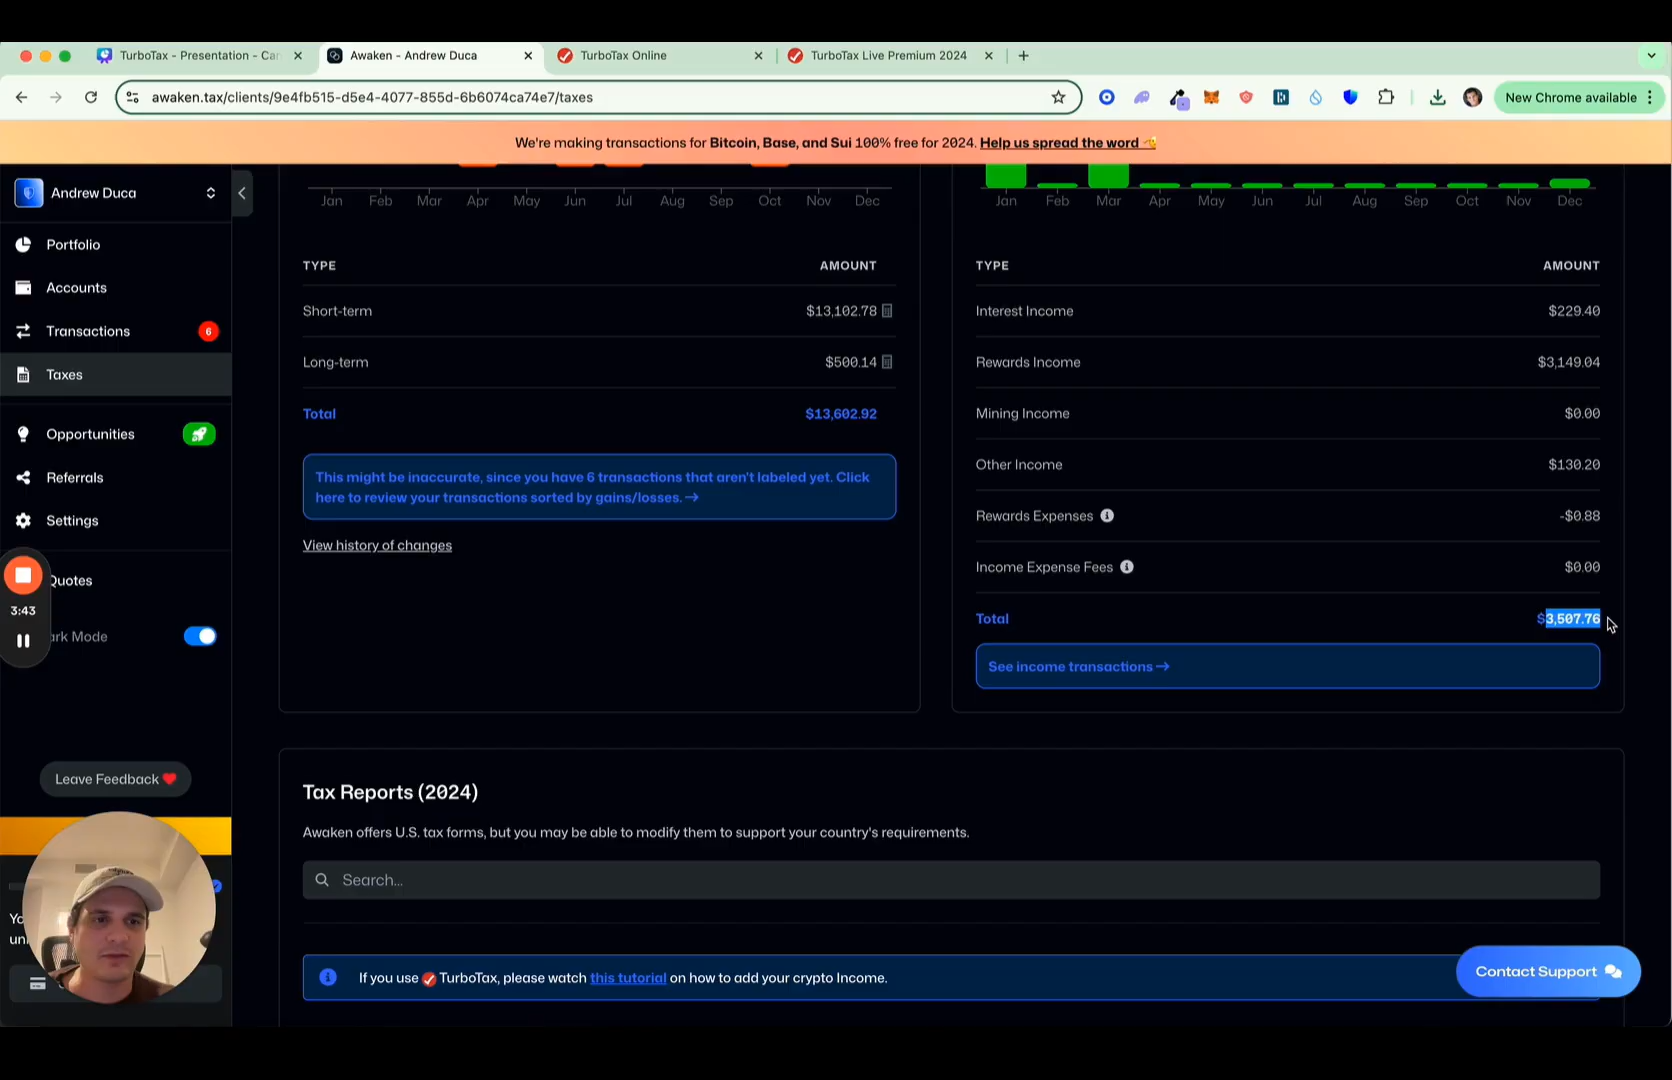 TurboTax - Presentation - Can
Awaken - Andrew Duca
TurboTax Online
TurboTax Live Premium 2024
awaken.tax/clients/9e4fb515-d5e4-4077-855d-6b6074ca74e7/taxes
New Chrome available
We're making transactions for Bitcoin, Base, and Sui 100% free for 2024. Help us spread the word 🫡
Andrew Duca
Portfolio
Accounts
Transactions
6
Taxes
Opportunities
Referrals
Settings
Quotes
3:43
ark Mode
Leave Feedback ❤️
Yo
un
Jan Feb Mar Apr May Jun Jul Aug Sep Oct Nov Dec
TYPE AMOUNT
Short-term $13,102.78
Long-term $500.14
Total $13,602.92
This might be inaccurate, since you have 6 transactions that aren't labeled yet. Click
here to review your transactions sorted by gains/losses. →
View history of changes
Jan Feb Mar Apr May Jun Jul Aug Sep Oct Nov Dec
TYPE AMOUNT
Interest Income $229.40
Rewards Income $3,149.04
Mining Income $0.00
Other Income $130.20
Rewards Expenses -$0.88
Income Expense Fees $0.00
Total $3,507.76
See income transactions →
Tax Reports (2024)
Awaken offers U.S. tax forms, but you may be able to modify them to support your country's requirements.
Search...
If you use TurboTax, please watch this tutorial on how to add your crypto Income.
Contact Support